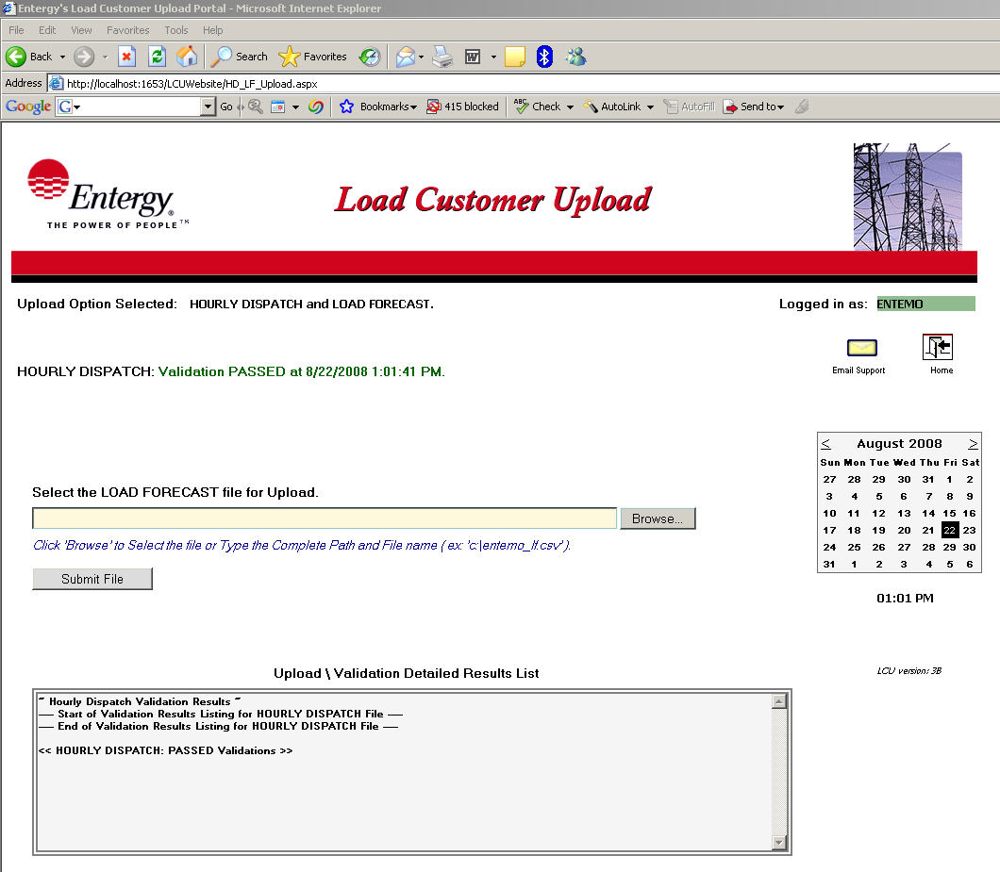 Entergy's Load Customer Upload Portal - Microsoft Internet Explorer
File Edit View Favorites Tools Help
Back Search Favorites
Address http://localhost:1653/LCUWebsite/HD_LF_Upload.aspx
Google G Go Bookmarks 415 blocked ABC Check AutoLink AutoFill Send to
Entergy®
THE POWER OF PEOPLE™
Load Customer Upload
Upload Option Selected: HOURLY DISPATCH and LOAD FORECAST.
Logged in as: ENTEMO
HOURLY DISPATCH: Validation PASSED at 8/22/2008 1:01:41 PM.
Email Support Home
< August 2008 >
Sun Mon Tue Wed Thu Fri Sat
27 28 29 30 31 1 2
3 4 5 6 7 8 9
10 11 12 13 14 15 16
17 18 19 20 21 22 23
24 25 26 27 28 29 30
31 1 2 3 4 5 6
01:01 PM
Select the LOAD FORECAST file for Upload.
Browse...
Click 'Browse' to Select the file or Type the Complete Path and File name ( ex: 'c:\entemo_lf.csv' ).
Submit File
LCU version: 3B
Upload \ Validation Detailed Results List
~ Hourly Dispatch Validation Results ~
---- Start of Validation Results Listing for HOURLY DISPATCH File ----
---- End of Validation Results Listing for HOURLY DISPATCH File ----
<< HOURLY DISPATCH: PASSED Validations >>